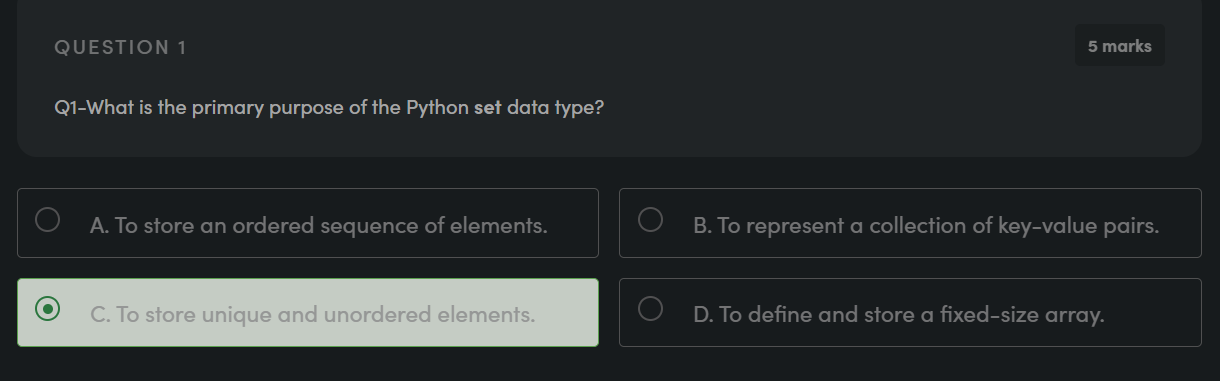 QUESTION 1
5 marks
Q1-What is the primary purpose of the Python set data type?
A. To store an ordered sequence of elements.
B. To represent a collection of key-value pairs.
C. To store unique and unordered elements.
D. To define and store a fixed-size array.